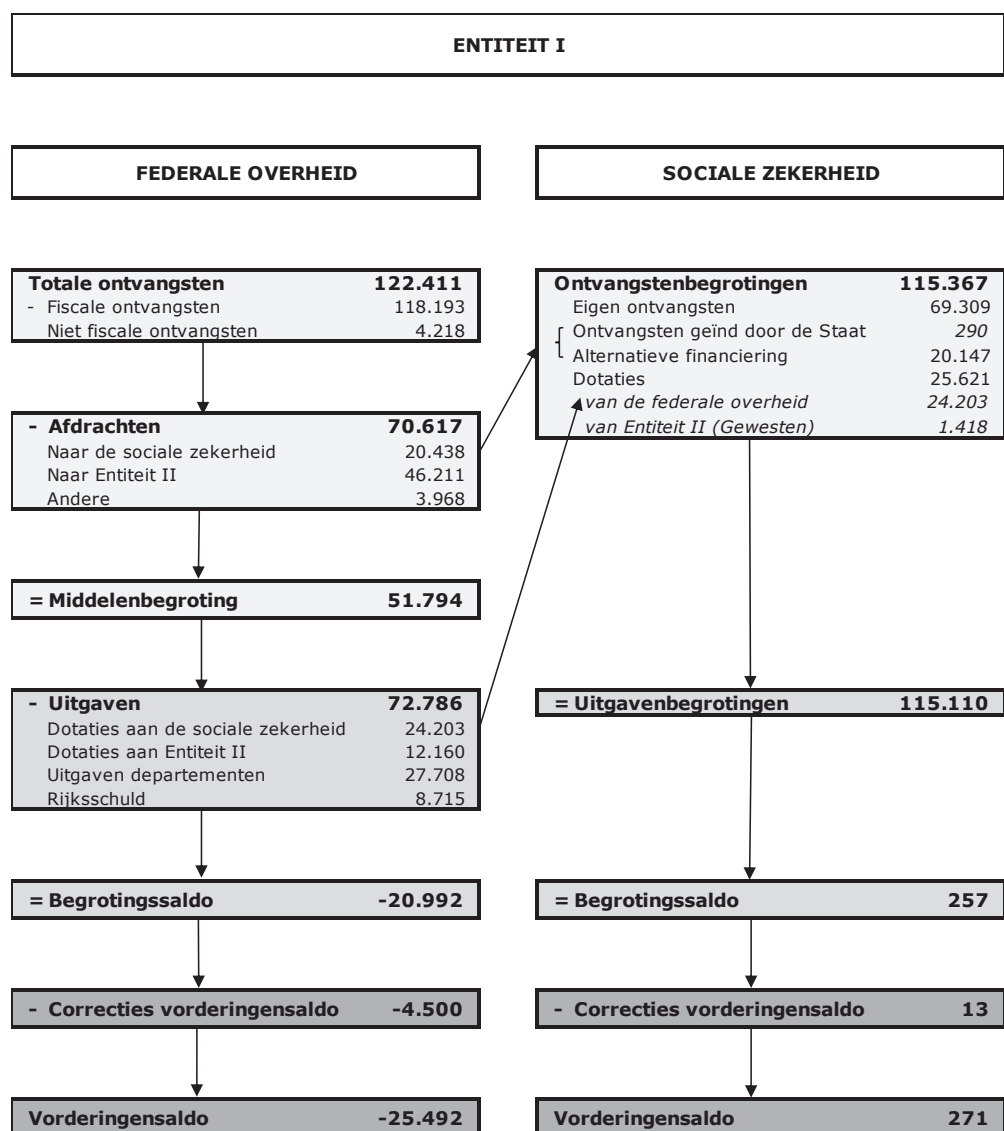 ENTITEIT I
FEDERALE OVERHEID
Totale ontvangsten 122.411
- Fiscale ontvangsten 118.193
Niet fiscale ontvangsten 4.218
- Afdrachten 70.617
Naar de sociale zekerheid 20.438
Naar Entiteit II 46.211
Andere 3.968
= Middelenbegroting 51.794
- Uitgaven 72.786
Dotaties aan de sociale zekerheid 24.203
Dotaties aan Entiteit II 12.160
Uitgaven departementen 27.708
Rijksschuld 8.715
= Begrotingssaldo -20.992
- Correcties vorderingensaldo -4.500
Vorderingensaldo -25.492
SOCIALE ZEKERHEID
Ontvangstenbegrotingen 115.367
Eigen ontvangsten 69.309
Ontvangsten geïnd door de Staat 290
Alternatieve financiering 20.147
Dotaties 25.621
van de federale overheid 24.203
van Entiteit II (Gewesten) 1.418
= Uitgavenbegrotingen 115.110
= Begrotingssaldo 257
- Correcties vorderingensaldo 13
Vorderingensaldo 271